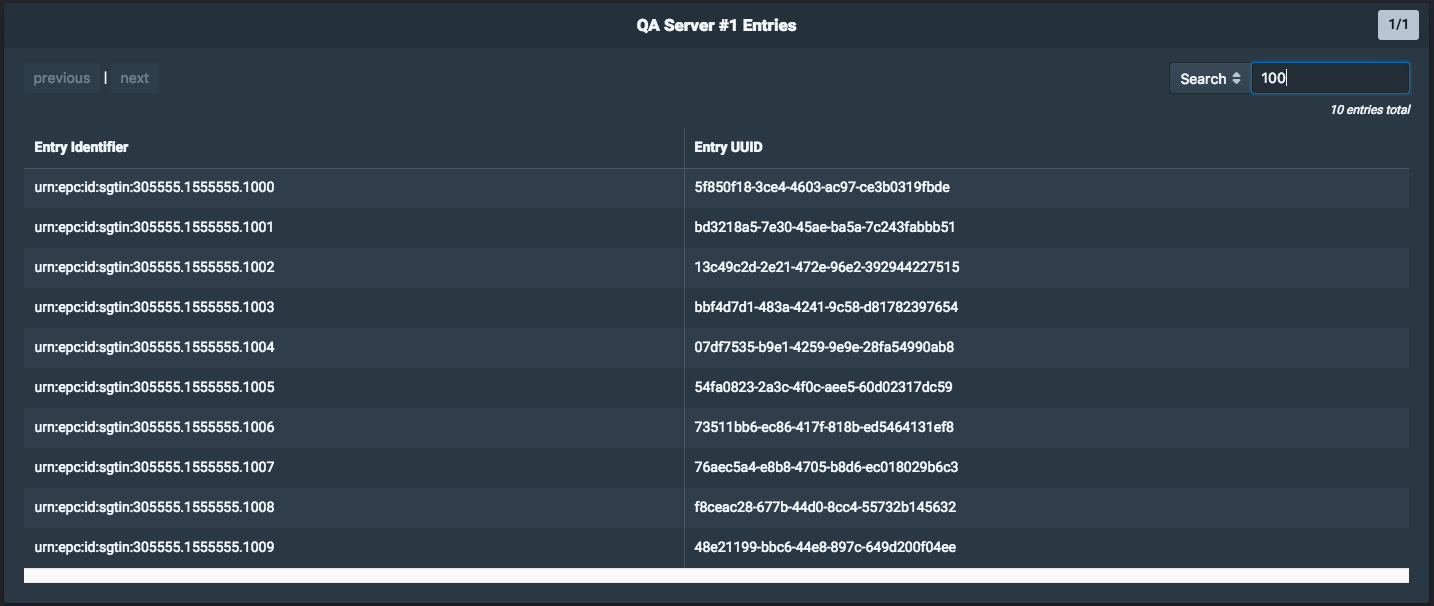 QA Server #1 Entries
1/1
previous | next
Search 100
10 entries total
Entry Identifier Entry UUID
urn:epc:id:sgtin:305555.1555555.1000 5f850f18-3ce4-4603-ac97-ce3b0319fbde
urn:epc:id:sgtin:305555.1555555.1001 bd3218a5-7e30-45ae-ba5a-7c243fabbb51
urn:epc:id:sgtin:305555.1555555.1002 13c49c2d-2e21-472e-96e2-392944227515
urn:epc:id:sgtin:305555.1555555.1003 bbf4d7d1-483a-4241-9c58-d81782397654
urn:epc:id:sgtin:305555.1555555.1004 07df7535-b9e1-4259-9e9e-28fa54990ab8
urn:epc:id:sgtin:305555.1555555.1005 54fa0823-2a3c-4f0c-aee5-60d02317dc59
urn:epc:id:sgtin:305555.1555555.1006 73511bb6-ec86-417f-818b-ed5464131ef8
urn:epc:id:sgtin:305555.1555555.1007 76aec5a4-e8b8-4705-b8d6-ec018029b6c3
urn:epc:id:sgtin:305555.1555555.1008 f8ceac28-677b-44d0-8cc4-55732b145632
urn:epc:id:sgtin:305555.1555555.1009 48e21199-bbc6-44e8-897c-649d200f04ee